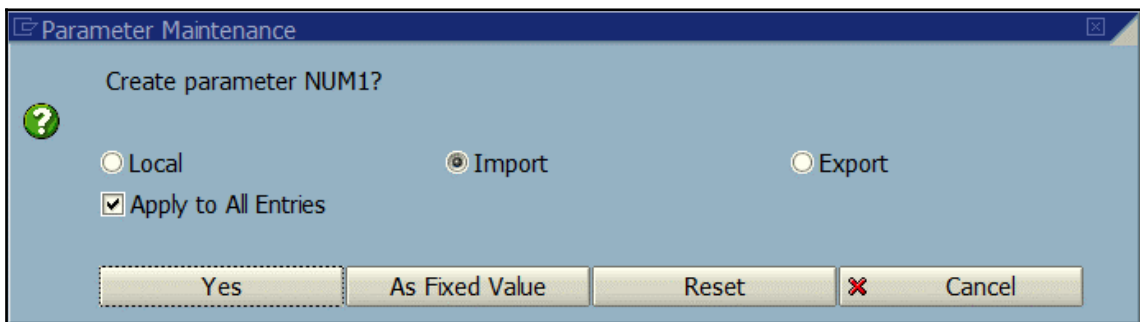 Parameter Maintenance
Create parameter NUM1?
Local Import Export
Apply to All Entries
Yes As Fixed Value Reset Cancel